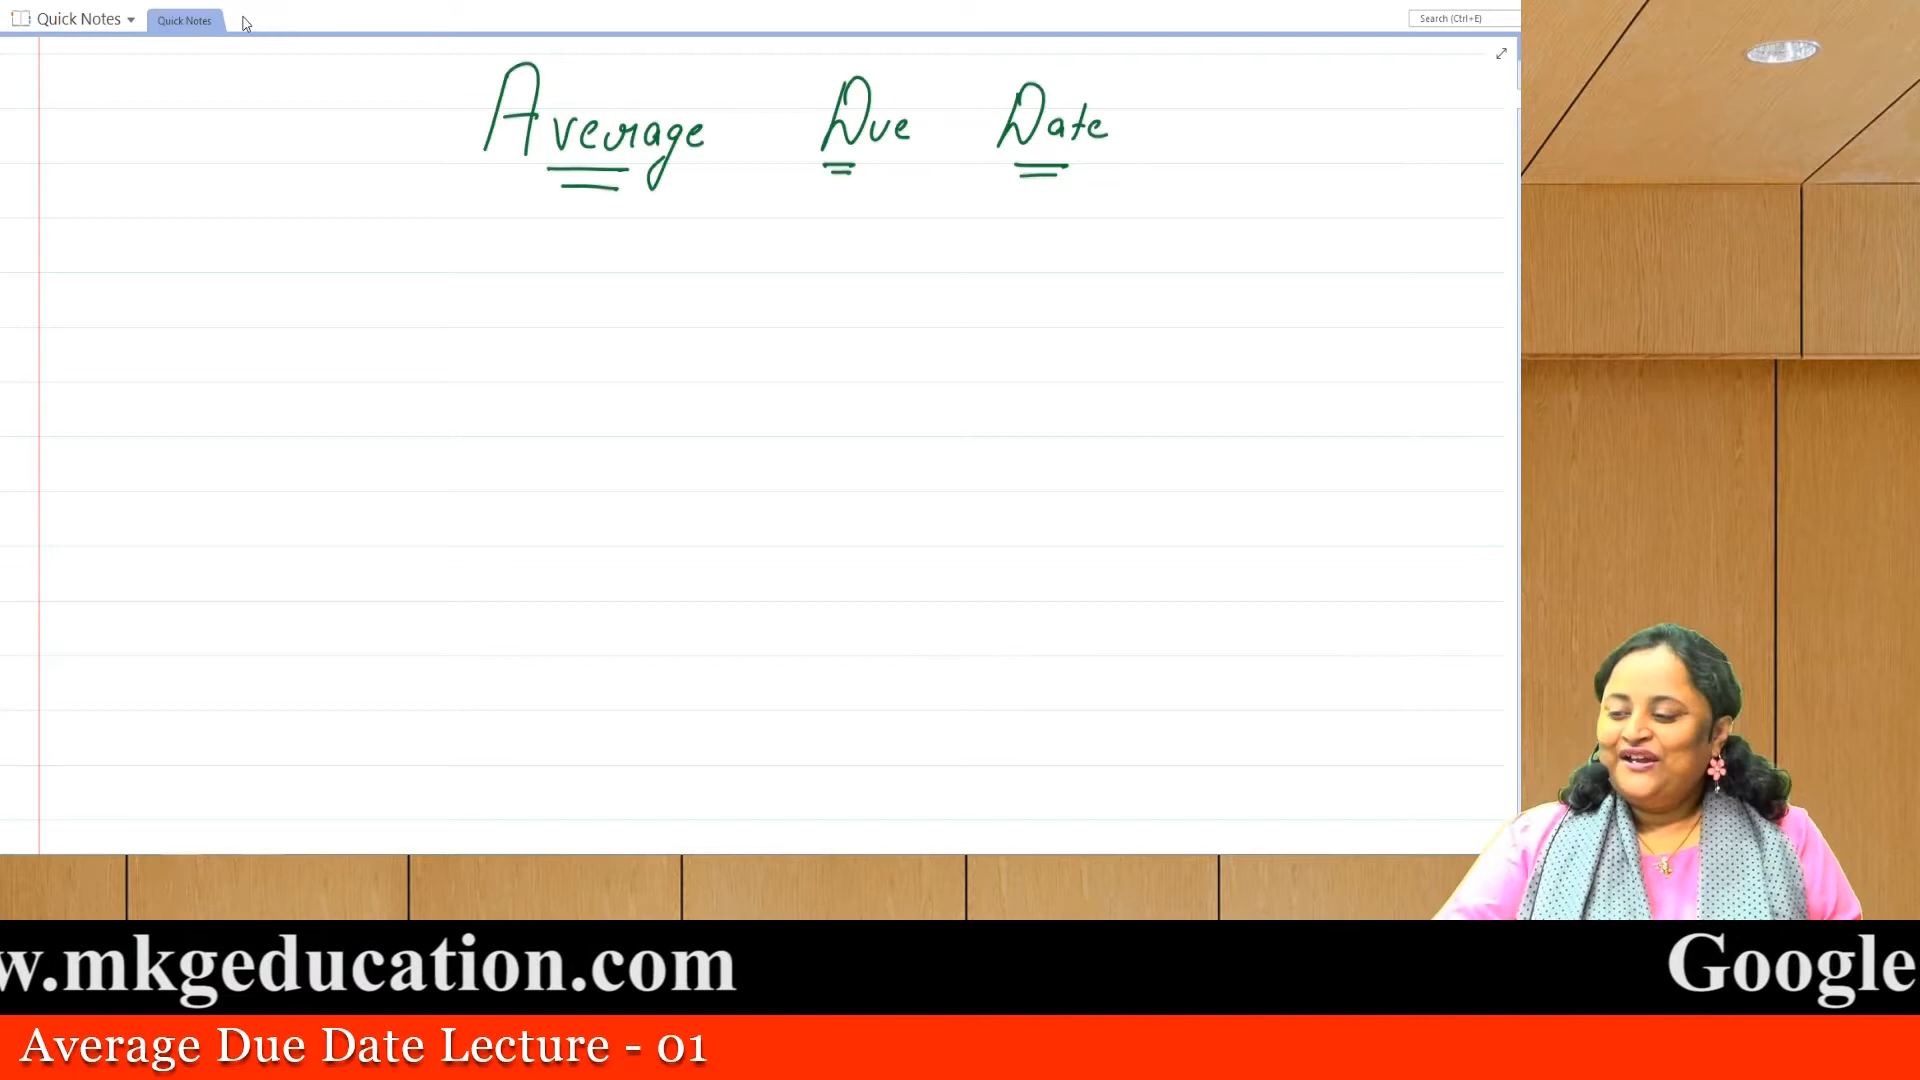 Quick Notes
Quick Notes
Search (Ctrl+E)
Average Due Date
w.mkgeducation.com
Google
Average Due Date Lecture - 01